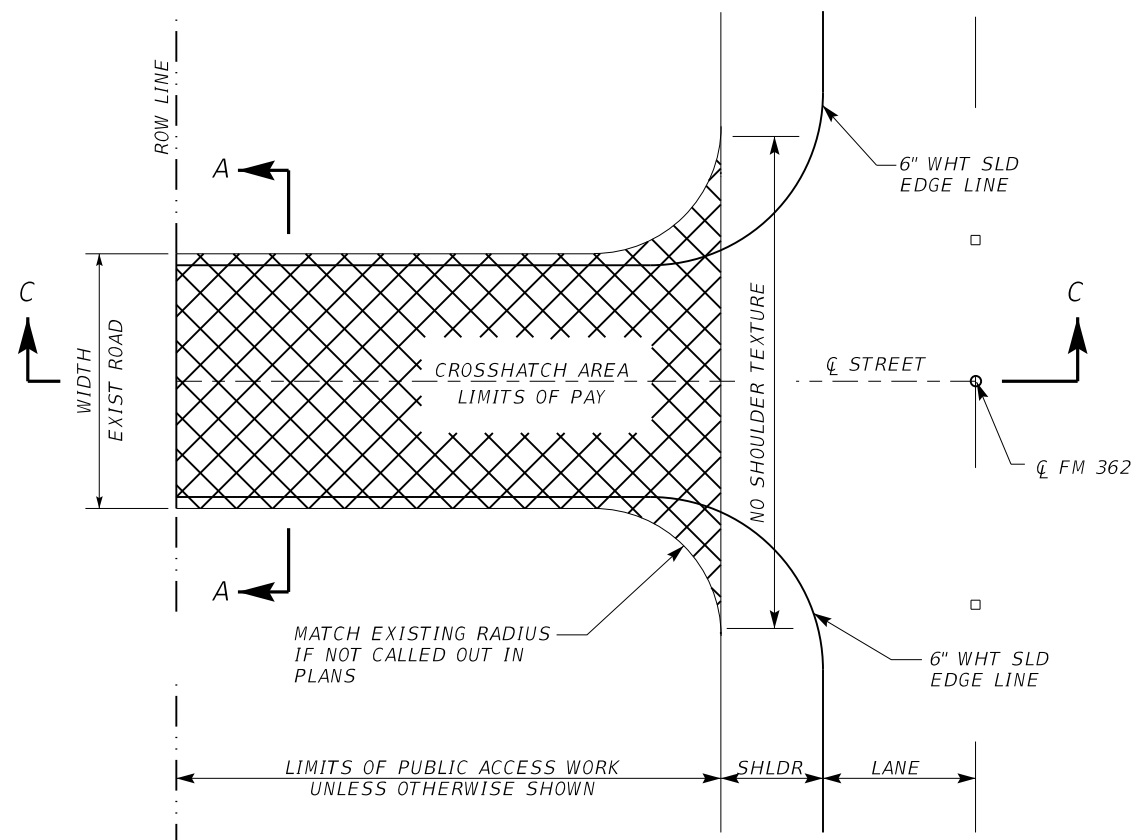 ROW LINE
A
6" WHT SLD
EDGE LINE
C
C
WIDTH
EXIST ROAD
CROSSHATCH AREA
LIMITS OF PAY
NO SHOULDER TEXTURE
℄ STREET
℄ FM 362
A
MATCH EXISTING RADIUS
IF NOT CALLED OUT IN
PLANS
6" WHT SLD
EDGE LINE
LIMITS OF PUBLIC ACCESS WORK
UNLESS OTHERWISE SHOWN
SHLDR
LANE